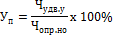 Уп = Чудв.у / Чопр.но х 100%